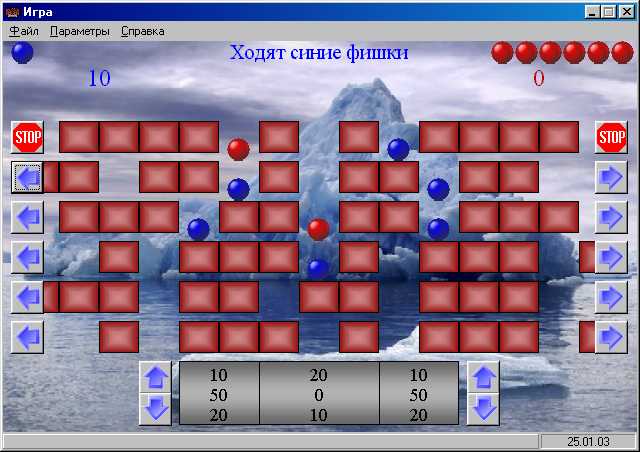 Игра
Файл Параметры Справка
Ходят синие фишки
10 0
STOP STOP
10 20 10
50 0 50
20 10 20
25.01.03